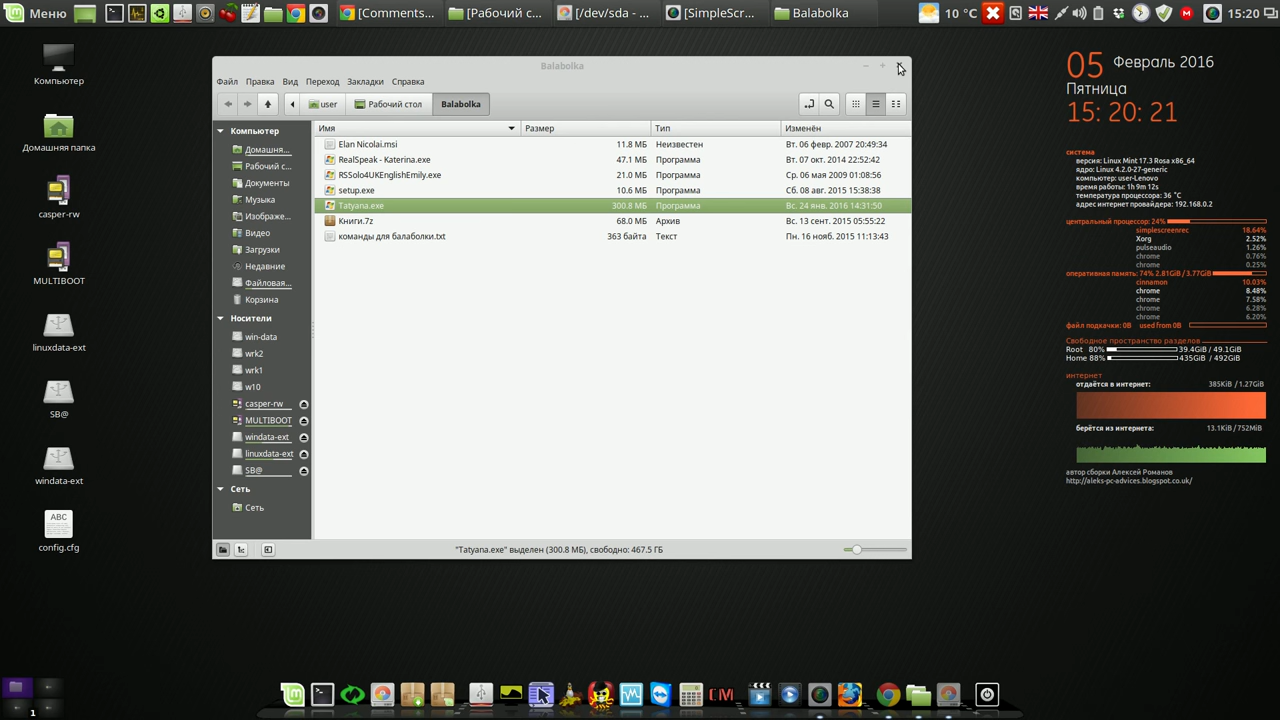 Меню
[Comments...
[Рабочий с...
[/dev/sda - ...
[SimpleScr...
Balabolka
10 °C
15:20
Компьютер
Домашняя папка
casper-rw
MULTIBOOT
linuxdata-ext
SB@
windata-ext
ABC
config.cfg
Balabolka
Файл Правка Вид Переход Закладки Справка
user Рабочий стол Balabolka
Компьютер
Домашня...
Рабочий с...
Документы
Музыка
Изображе...
Видео
Загрузки
Недавние
Файловая...
Корзина
Носители
win-data
wrk2
wrk1
w10
casper-rw
MULTIBOOT
windata-ext
linuxdata-ext
SB@
Сеть
Сеть
Имя Размер Тип Изменён
Elan Nicolai.msi 11.8 МБ Неизвестен Вт. 06 февр. 2007 20:49:34
RealSpeak - Katerina.exe 47.1 МБ Программа Вт. 07 окт. 2014 22:52:42
RSSolo4UKEnglishEmily.exe 21.0 МБ Программа Ср. 06 мая 2009 01:08:56
setup.exe 10.6 МБ Программа Сб. 08 авг. 2015 15:38:38
Tatyana.exe 300.8 МБ Программа Вс. 24 янв. 2016 14:31:50
Книги.7z 68.0 МБ Архив Вс. 13 сент. 2015 05:55:22
команды для балаболки.txt 363 байта Текст Пн. 16 нояб. 2015 11:13:43
"Tatyana.exe" выделен (300.8 МБ), свободно: 467.5 ГБ
05 Февраль 2016
Пятница
15: 20: 21
система
версия: Linux Mint 17.3 Rosa x86_64
ядро: Linux 4.2.0-27-generic
компьютер: user-Lenovo
время работы: 1h 9m 12s
температура процессора: 36 °C
адрес интернет провайдера: 192.168.0.2
центральный процессор: 24%
simplescreenrec 18.64%
Xorg 2.52%
pulseaudio 1.26%
chrome 0.76%
chrome 0.25%
оперативная память: 74% 2.81GiB / 3.77GiB
cinnamon 10.03%
chrome 8.48%
chrome 7.58%
chrome 6.28%
chrome 6.20%
файл подкачки: 0B used from 0B
Свободное пространство разделов
Root 80% 39.4GiB / 49.1GiB
Home 88% 435GiB / 492GiB
интернет
отдаётся в интернет: 385KiB / 1.27GiB
берётся из интернета: 13.1KiB / 752MiB
автор сборки Алексей Романов
http://aleks-pc-advices.blogspot.co.uk/
1